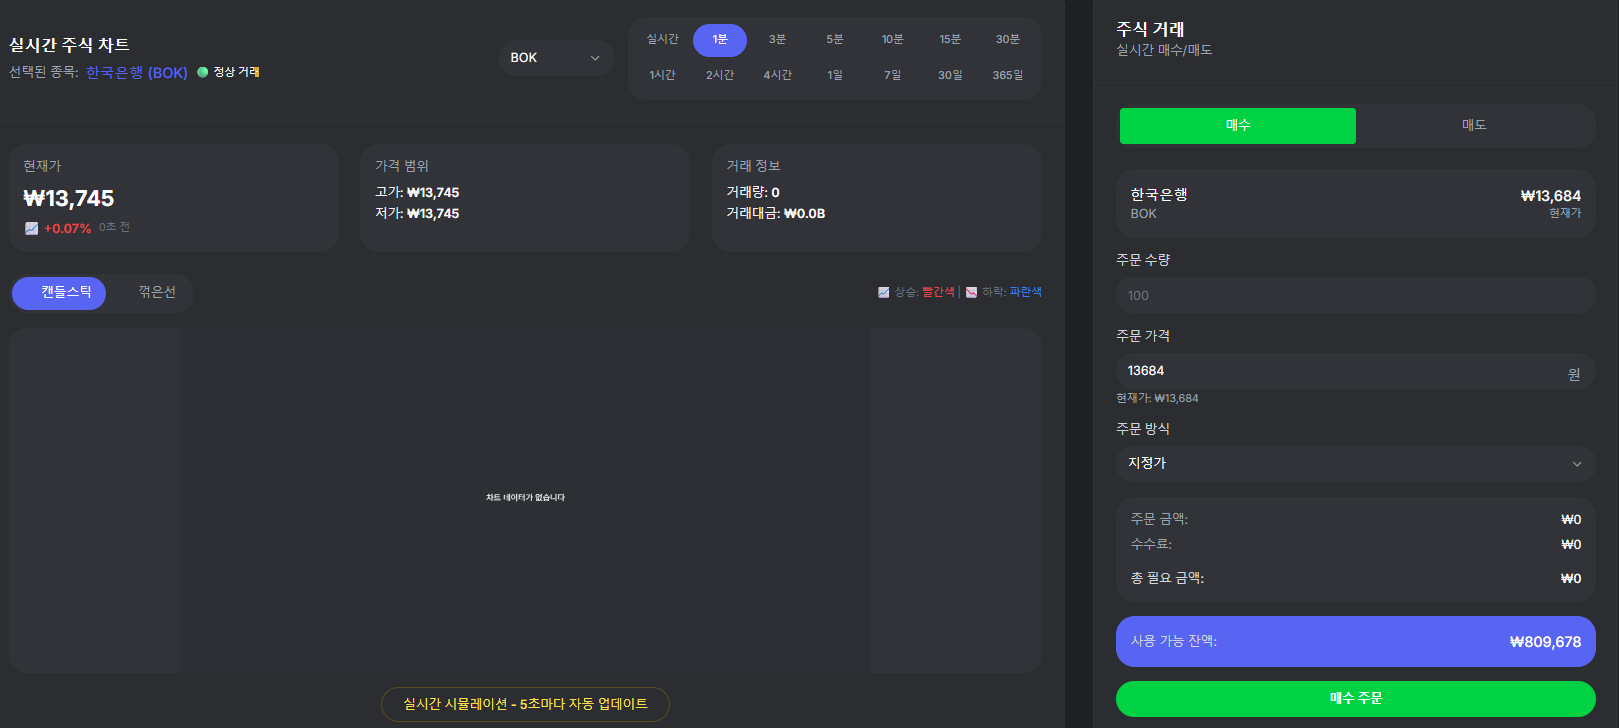 실시간 주식 차트
선택된 종목: 한국은행 (BOK) 정상 거래
BOK
실시간 1분 3분 5분 10분 15분 30분
1시간 2시간 4시간 1일 7일 30일 365일
현재가
₩13,745
+0.07% 0초 전
가격 범위
고가: ₩13,745
저가: ₩13,745
거래 정보
거래량: 0
거래대금: ₩0.0B
캔들스틱 꺾은선
상승: 빨간색 | 하락: 파란색
차트 데이터가 없습니다
실시간 시뮬레이션 - 5초마다 자동 업데이트
주식 거래
실시간 매수/매도
매수 매도
한국은행 ₩13,684
BOK 현재가
주문 수량
100
주문 가격
13684 원
현재가: ₩13,684
주문 방식
지정가
주문 금액: ₩0
수수료: ₩0
총 필요 금액: ₩0
사용 가능 잔액: ₩809,678
매수 주문